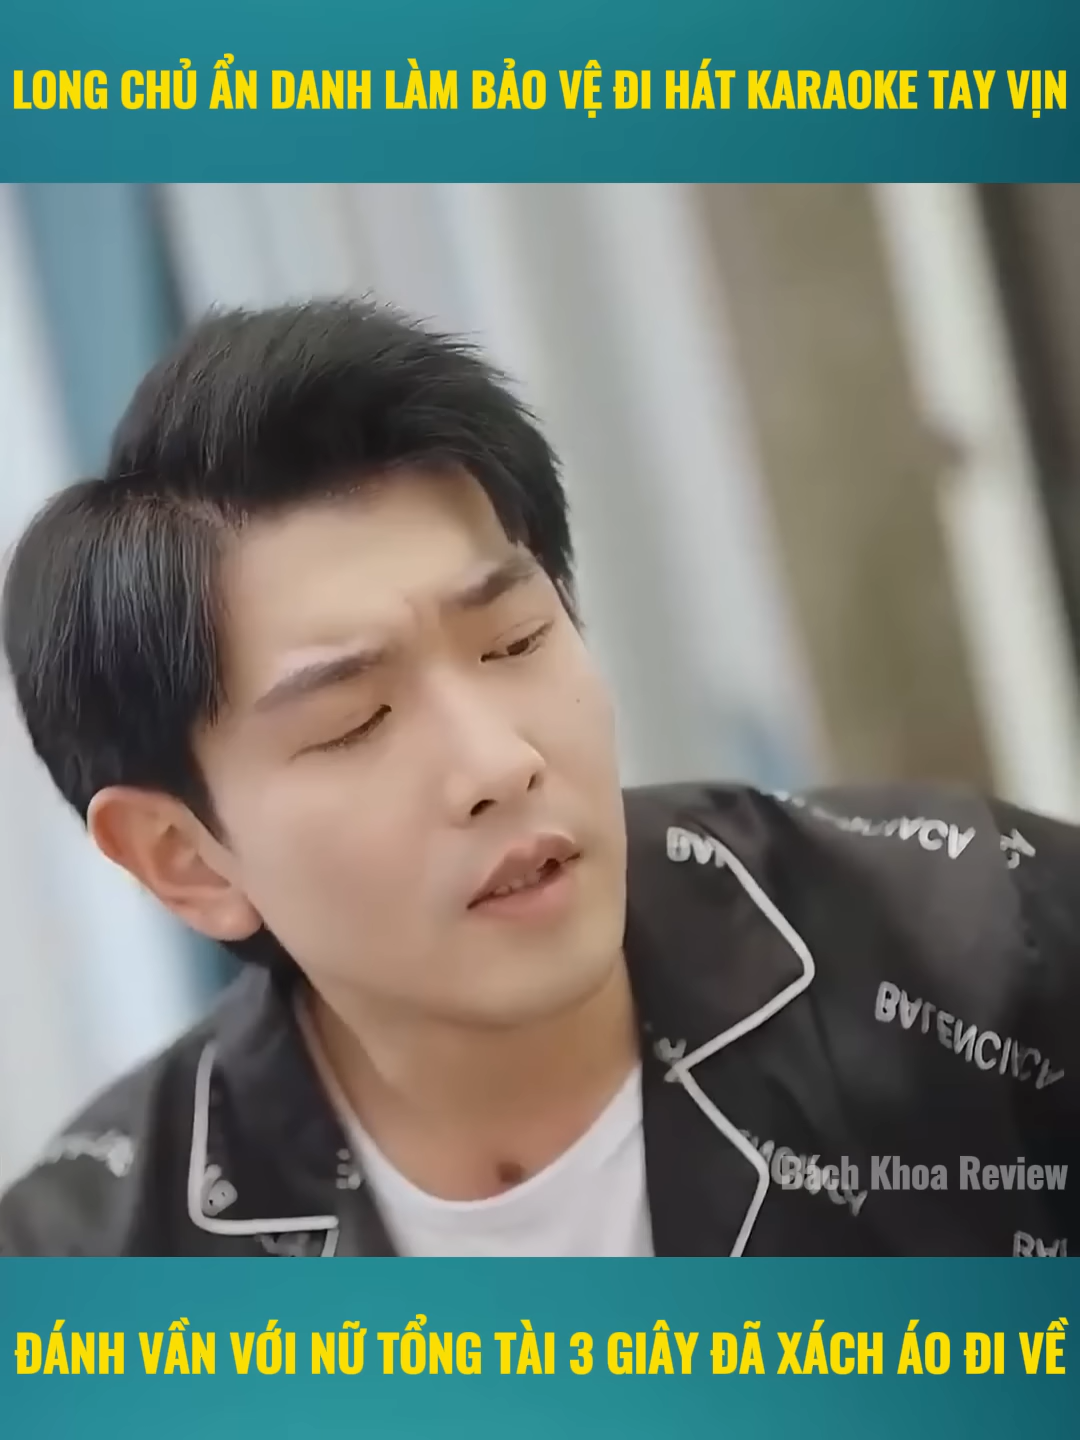 LONG CHỦ ẨN DANH LÀM BẢO VỆ ĐI HÁT KARAOKE TAY VỊN
BALENCIAGA
Bách Khoa Review
ĐÁNH VẦN VỚI NỮ TỔNG TÀI 3 GIÂY ĐÃ XÁCH ÁO ĐI VỀ